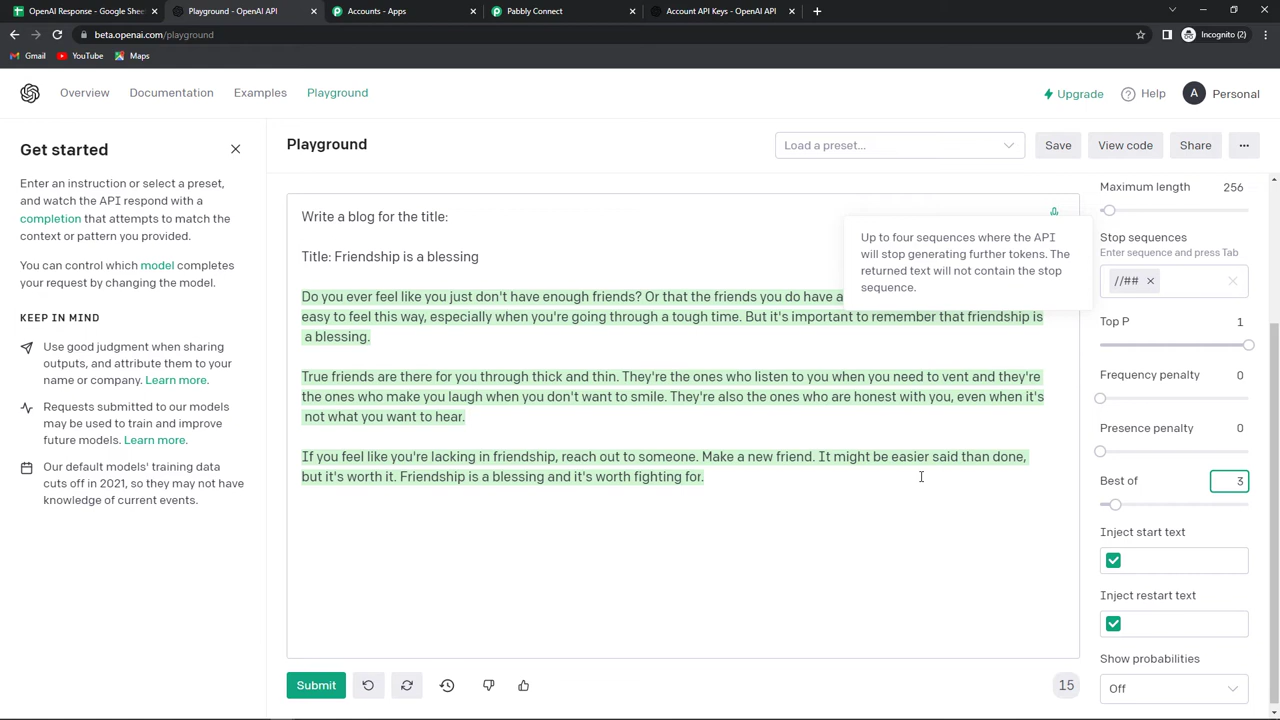 OpenAI Response - Google Sheet
Playground - OpenAI API
Accounts - Apps
Pabbly Connect
Account API Keys - OpenAI API
beta.openai.com/playground
Incognito (2)
Gmail
YouTube
Maps
Overview
Documentation
Examples
Playground
Upgrade
Help
A
Personal
Get started
Enter an instruction or select a preset,
and watch the API respond with a
completion that attempts to match the
context or pattern you provided.
You can control which model completes
your request by changing the model.
KEEP IN MIND
Use good judgment when sharing
outputs, and attribute them to your
name or company. Learn more.
Requests submitted to our models
may be used to train and improve
future models. Learn more.
Our default models' training data
cuts off in 2021, so they may not have
knowledge of current events.
Playground
Load a preset...
Save
View code
Share
...
Write a blog for the title:
Title: Friendship is a blessing
Do you ever feel like you just don't have enough friends? Or that the friends you do have a
easy to feel this way, especially when you're going through a tough time. But it's important to remember that friendship is
a blessing.
True friends are there for you through thick and thin. They're the ones who listen to you when you need to vent and they're
the ones who make you laugh when you don't want to smile. They're also the ones who are honest with you, even when it's
not what you want to hear.
If you feel like you're lacking in friendship, reach out to someone. Make a new friend. It might be easier said than done,
but it's worth it. Friendship is a blessing and it's worth fighting for.
Up to four sequences where the API
will stop generating further tokens. The
returned text will not contain the stop
sequence.
Submit
15
Maximum length 256
Stop sequences
Enter sequence and press Tab
//##
Top P 1
Frequency penalty 0
Presence penalty 0
Best of 3
Inject start text
Inject restart text
Show probabilities
Off